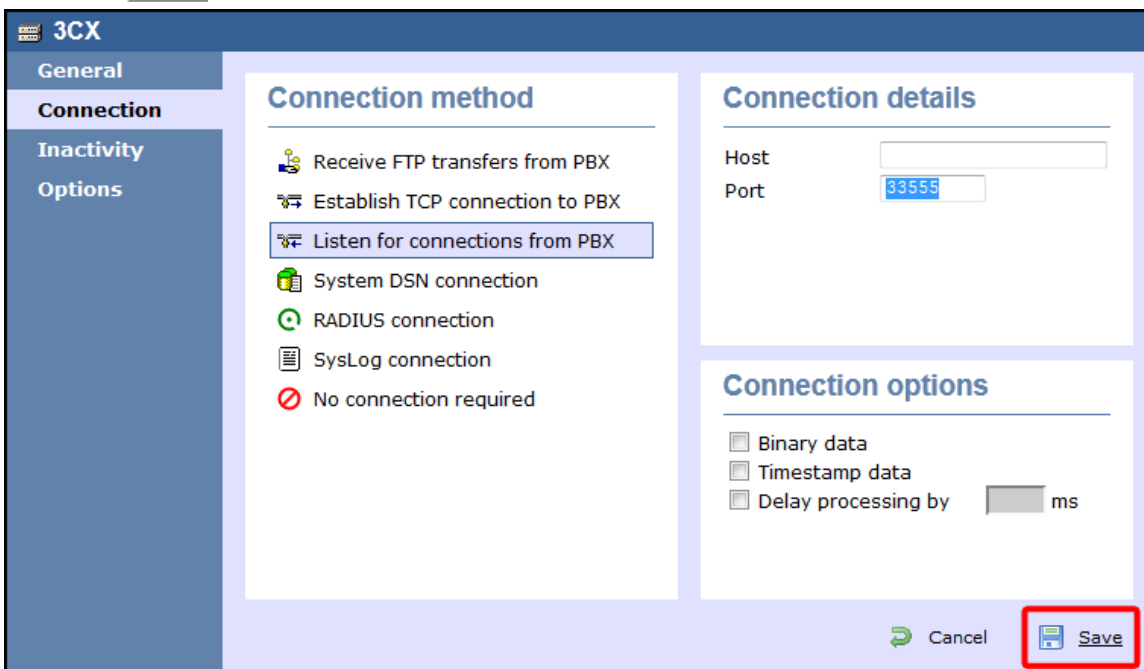 3CX
General
Connection
Inactivity
Options
Connection method
Receive FTP transfers from PBX
Establish TCP connection to PBX
Listen for connections from PBX
System DSN connection
RADIUS connection
SysLog connection
No connection required
Connection details
Host
Port 33555
Connection options
Binary data
Timestamp data
Delay processing by ms
Cancel Save